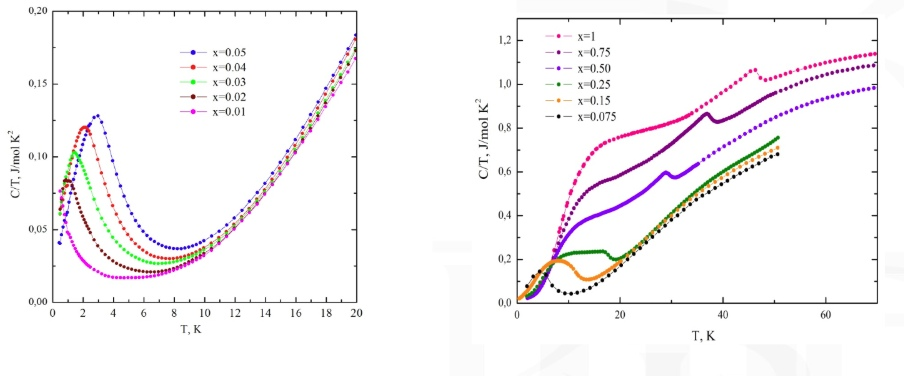 0,20
0,15
0,10
0,05
0,00
C/T, J/mol K²
x=0.05
x=0.04
x=0.03
x=0.02
x=0.01
0 2 4 6 8 10 12 14 16 18 20
T, K
1,2
1,0
0,8
0,6
0,4
0,2
0,0
C/T, J/mol K²
x=1
x=0.75
x=0.50
x=0.25
x=0.15
x=0.075
0 20 40 60
T, K